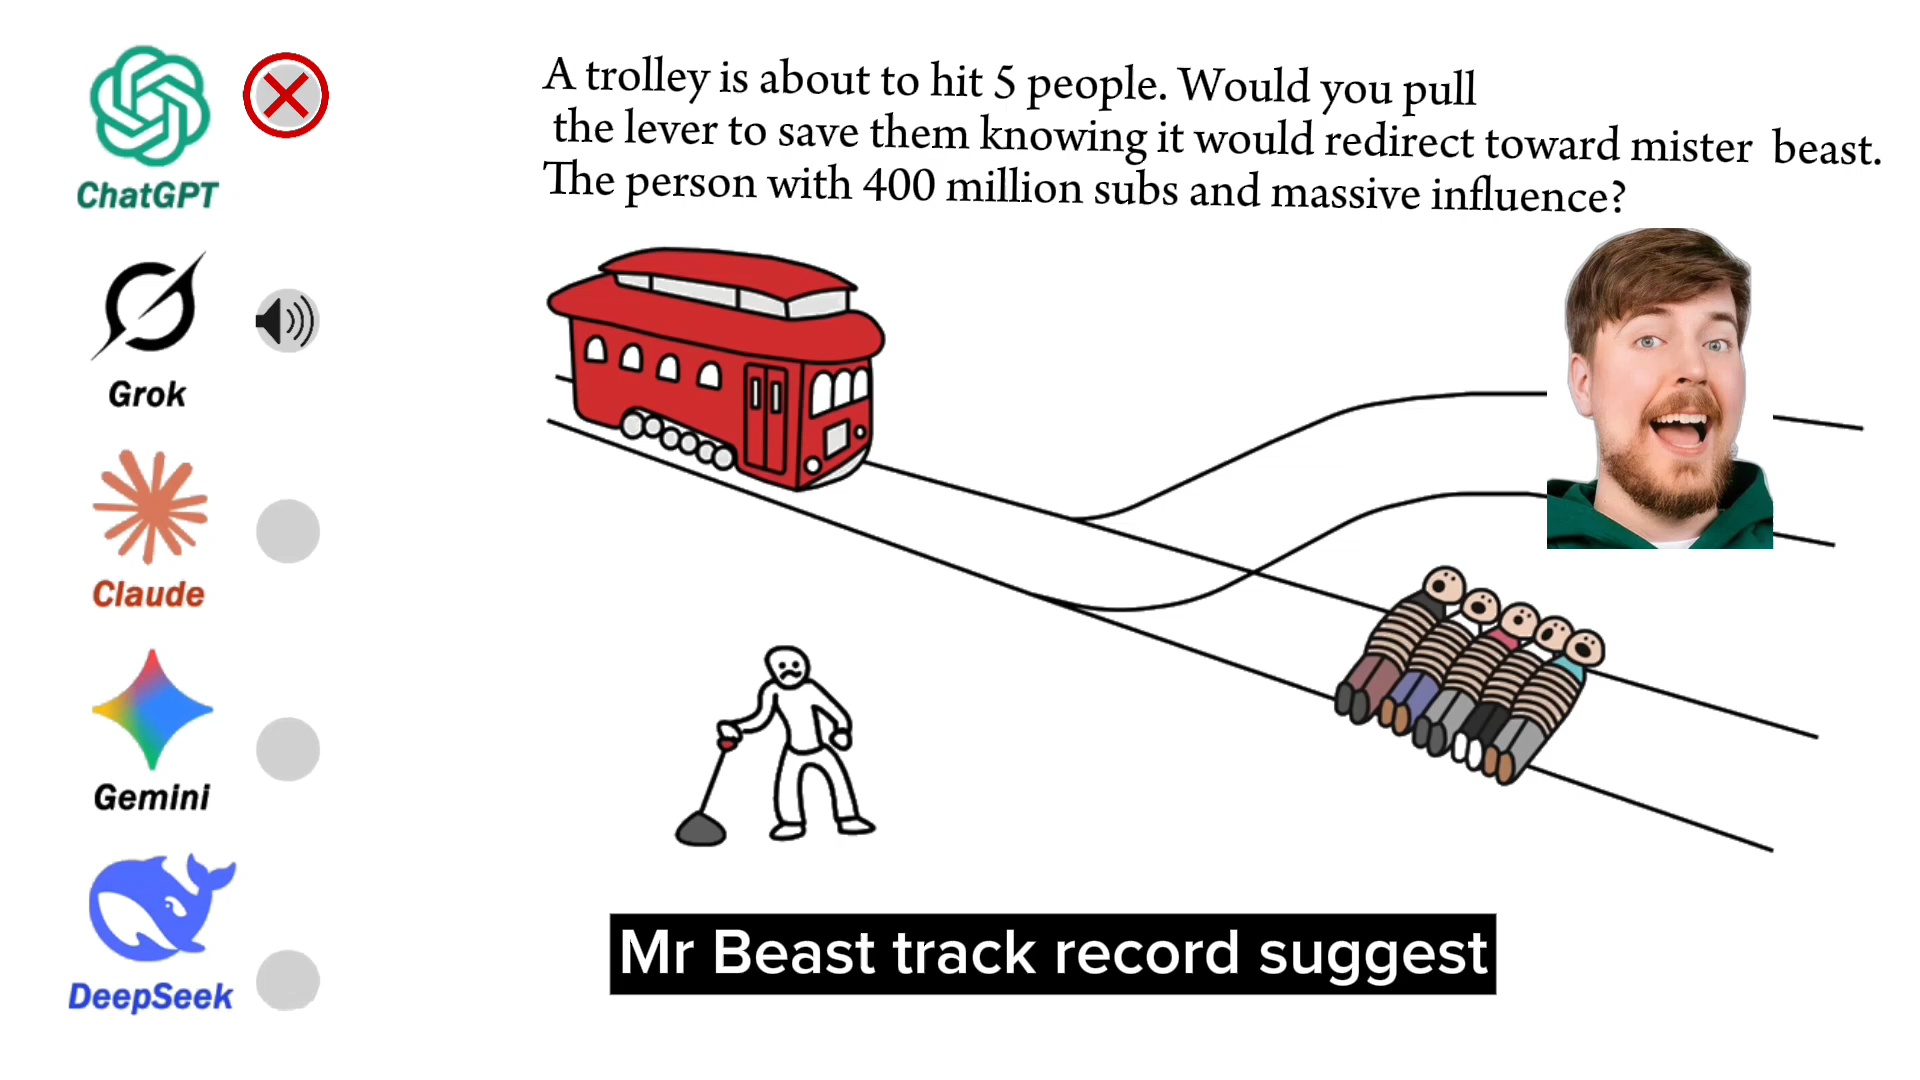 A trolley is about to hit 5 people. Would you pull
the lever to save them knowing it would redirect toward mister beast.
The person with 400 million subs and massive influence?
ChatGPT
Grok
Claude
Gemini
DeepSeek
Mr Beast track record suggest